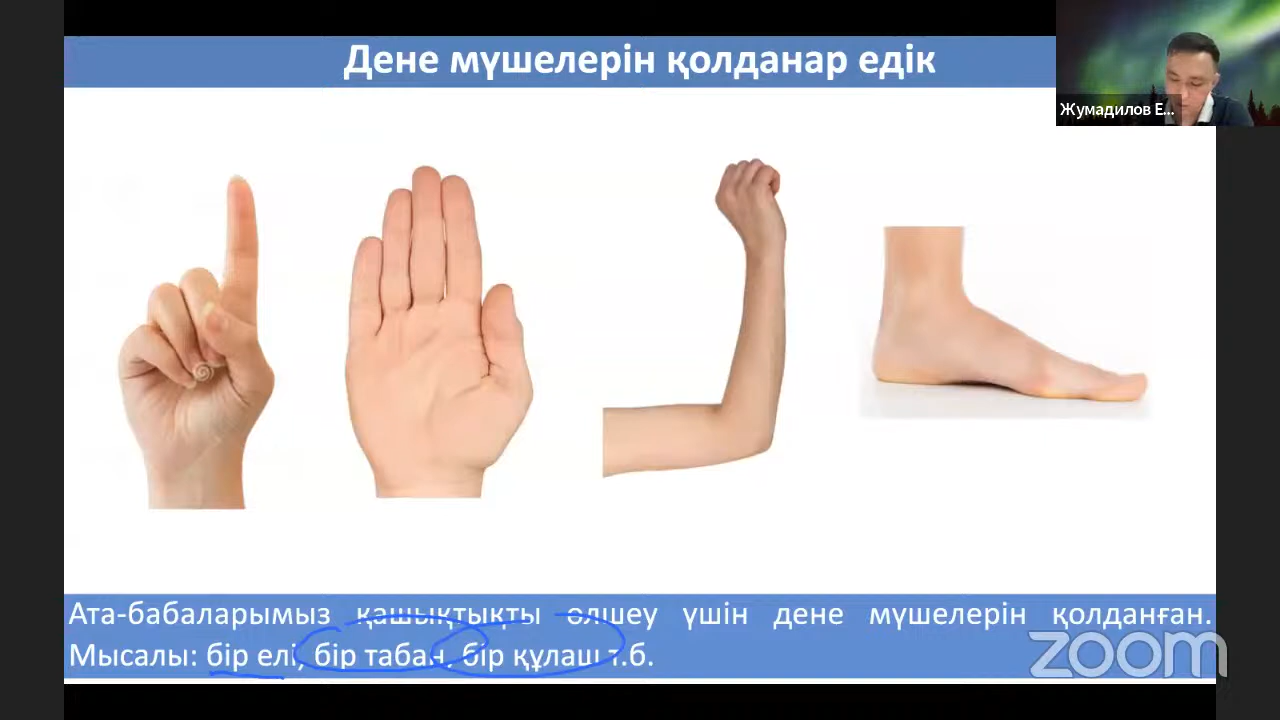 Дене мүшелерін қолданар едік
Жумадилов Е...
Ата-бабаларымыз қашықтықты өлшеу үшін дене мүшелерін қолданған.
Мысалы: бір елі, бір табан, бір құлаш т.б.
zoom